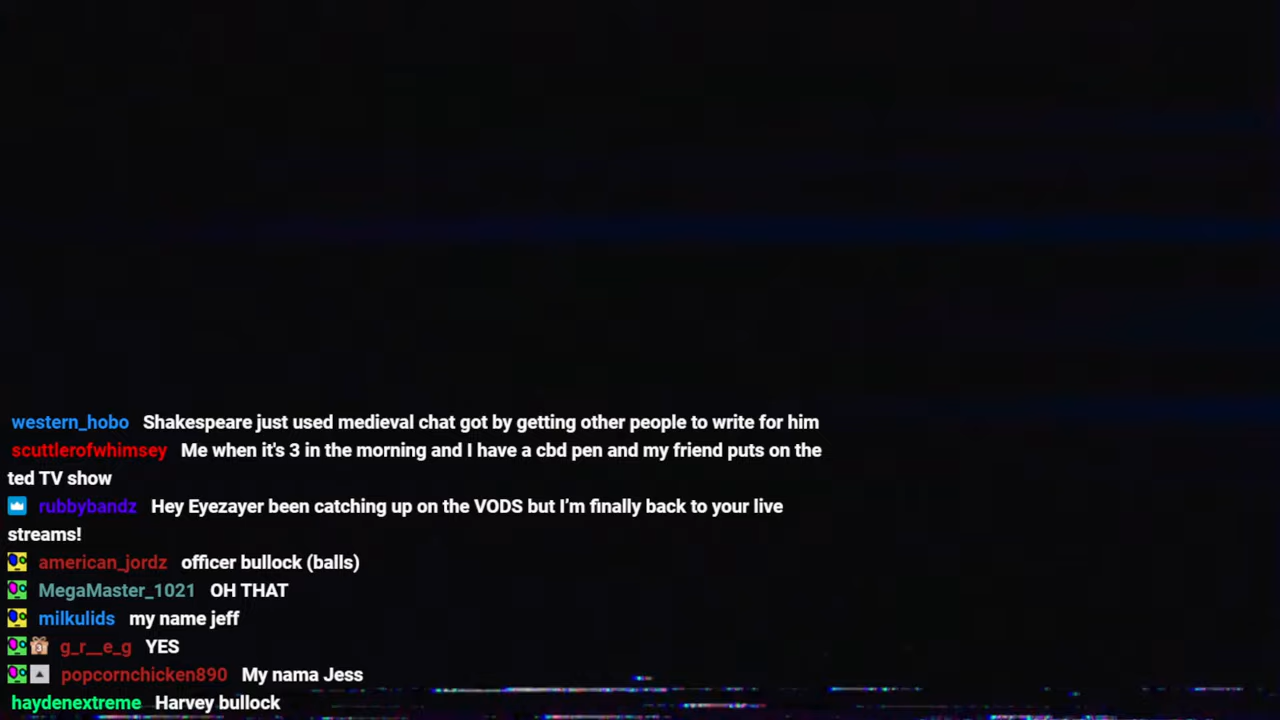 western_hobo Shakespeare just used medieval chat got by getting other people to write for him
scuttlerofwhimsey Me when it's 3 in the morning and I have a cbd pen and my friend puts on the
ted TV show
rubbybandz Hey Eyezayer been catching up on the VODS but I’m finally back to your live
streams!
american_jordz officer bullock (balls)
MegaMaster_1021 OH THAT
milkulids my name jeff
3 g_r__e_g YES
popcornchicken890 My nama Jess
haydenextreme Harvey bullock